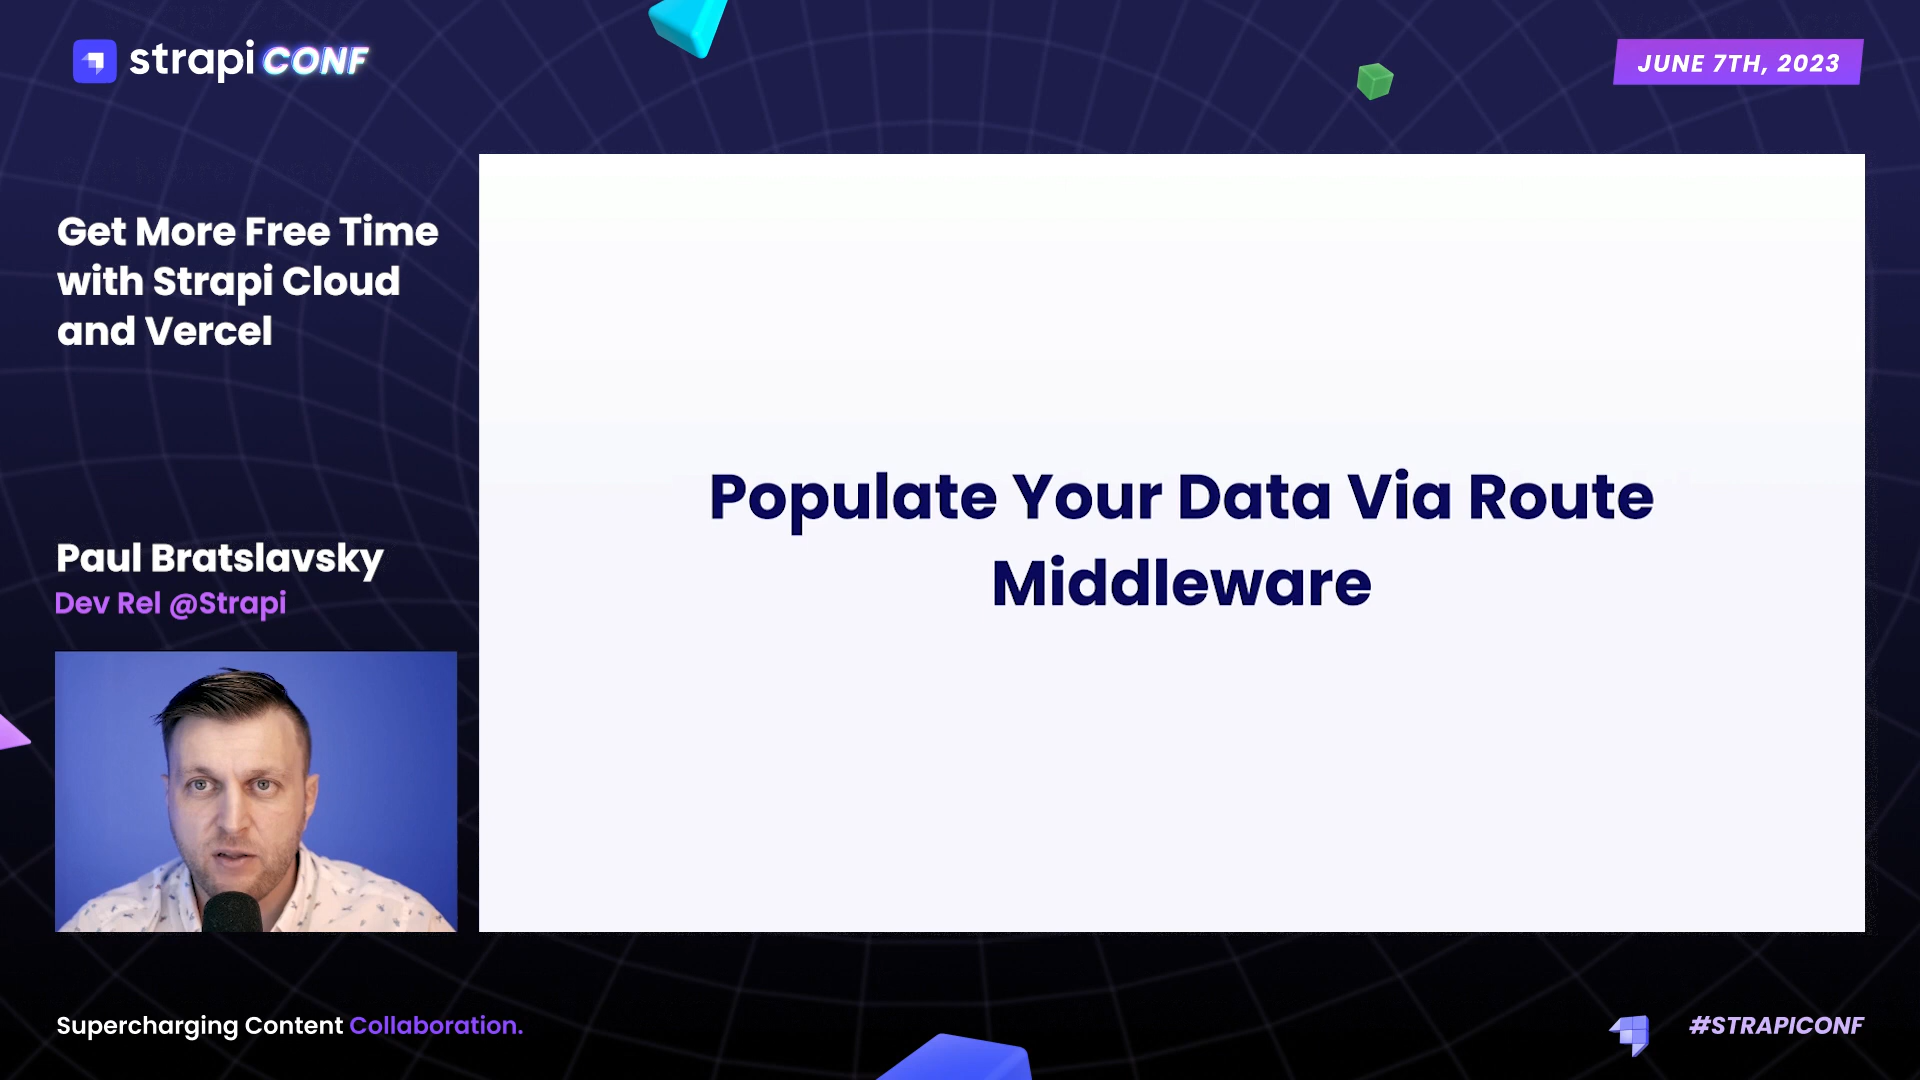 strapi CONF
JUNE 7TH, 2023
Get More Free Time
with Strapi Cloud
and Vercel
Populate Your Data Via Route
Middleware
Paul Bratslavsky
Dev Rel @Strapi
Supercharging Content Collaboration.
#STRAPICONF